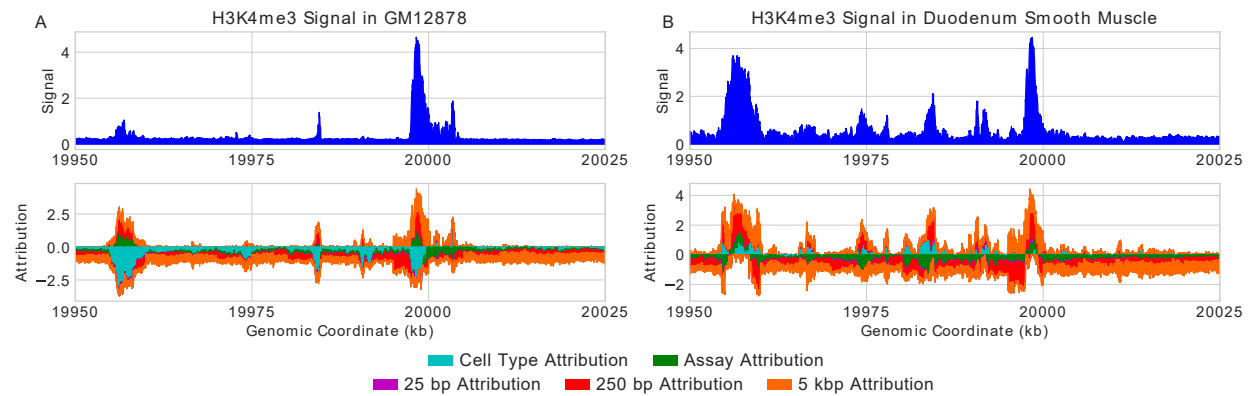 A
H3K4me3 Signal in GM12878
Signal
4
2
0
19950 19975 20000 20025
Attribution
2.5
0.0
−2.5
19950 19975 20000 20025
Genomic Coordinate (kb)
B
H3K4me3 Signal in Duodenum Smooth Muscle
Signal
4
2
0
19950 19975 20000 20025
Attribution
4
2
0
−2
19950 19975 20000 20025
Genomic Coordinate (kb)
Cell Type Attribution Assay Attribution
25 bp Attribution 250 bp Attribution 5 kbp Attribution